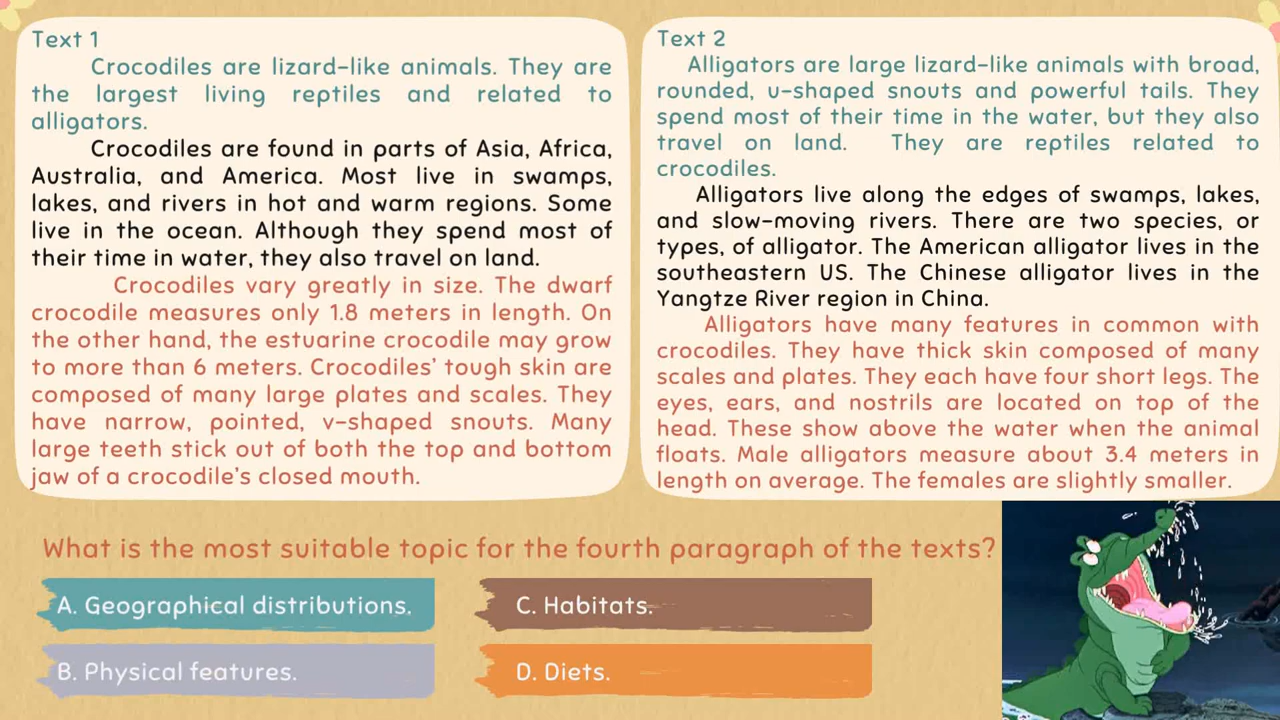 Text 1
Crocodiles are lizard-like animals. They are
the largest living reptiles and related to
alligators.
Crocodiles are found in parts of Asia, Africa,
Australia, and America. Most live in swamps,
lakes, and rivers in hot and warm regions. Some
live in the ocean. Although they spend most of
their time in water, they also travel on land.
Crocodiles vary greatly in size. The dwarf
crocodile measures only 1.8 meters in length. On
the other hand, the estuarine crocodile may grow
to more than 6 meters. Crocodiles' tough skin are
composed of many large plates and scales. They
have narrow, pointed, v-shaped snouts. Many
large teeth stick out of both the top and bottom
jaw of a crocodile's closed mouth.
Text 2
Alligators are large lizard-like animals with broad,
rounded, u-shaped snouts and powerful tails. They
spend most of their time in the water, but they also
travel on land. They are reptiles related to
crocodiles.
Alligators live along the edges of swamps, lakes,
and slow-moving rivers. There are two species, or
types, of alligator. The American alligator lives in the
southeastern US. The Chinese alligator lives in the
Yangtze River region in China.
Alligators have many features in common with
crocodiles. They have thick skin composed of many
scales and plates. They each have four short legs. The
eyes, ears, and nostrils are located on top of the
head. These show above the water when the animal
floats. Male alligators measure about 3.4 meters in
length on average. The females are slightly smaller.
What is the most suitable topic for the fourth paragraph of the texts?
A. Geographical distributions.
B. Physical features.
C. Habitats.
D. Diets.